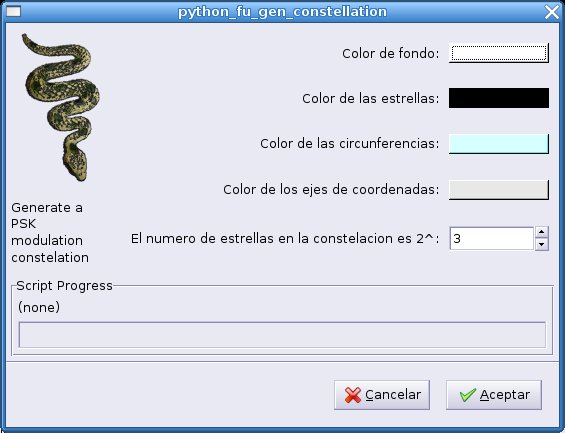 python_fu_gen_constellation
Color de fondo:
Color de las estrellas:
Color de las circunferencias:
Color de los ejes de coordenadas:
Generate a
PSK
modulation
constelation
El numero de estrellas en la constelacion es 2^: 3
Script Progress
(none)
Cancelar
Aceptar